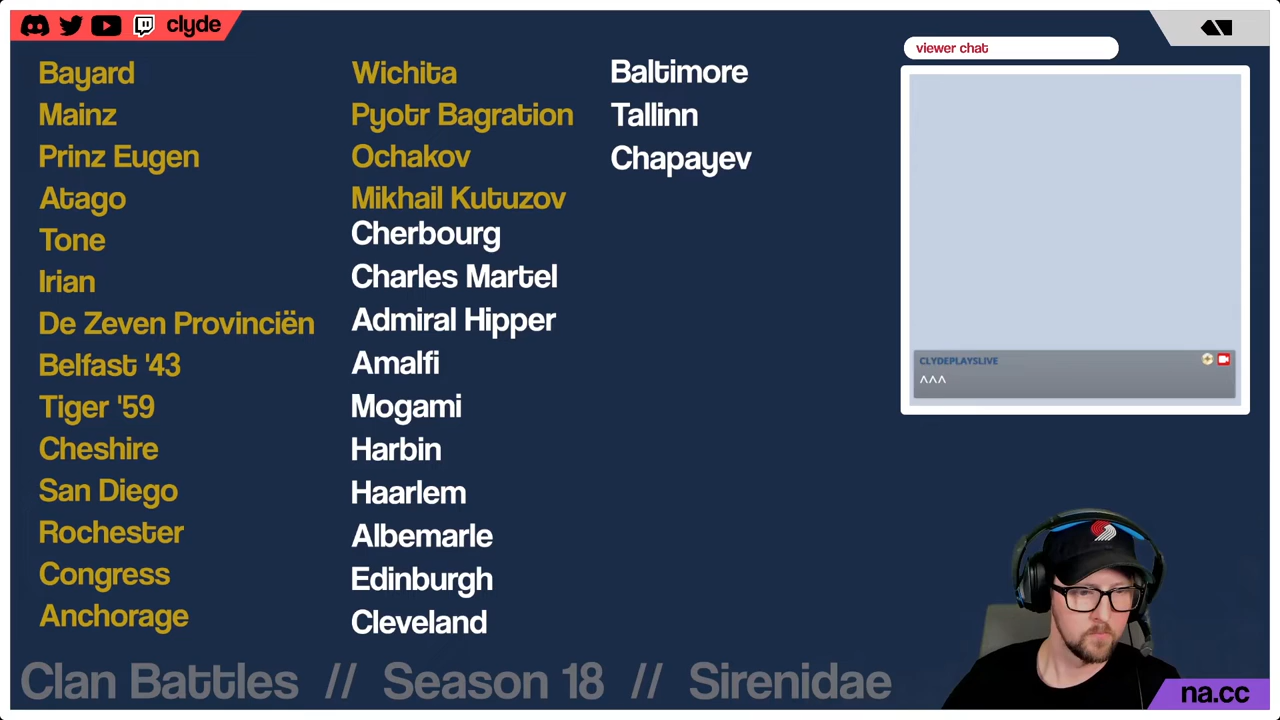 clyde
Bayard
Mainz
Prinz Eugen
Atago
Tone
Irian
De Zeven Provinciën
Belfast '43
Tiger '59
Cheshire
San Diego
Rochester
Congress
Anchorage
Wichita
Pyotr Bagration
Ochakov
Mikhail Kutuzov
Cherbourg
Charles Martel
Admiral Hipper
Amalfi
Mogami
Harbin
Haarlem
Albemarle
Edinburgh
Cleveland
Baltimore
Tallinn
Chapayev
viewer chat
CLYDEPLAYSLIVE
^^^
Clan Battles // Season 18 // Sirenidae
na.cc